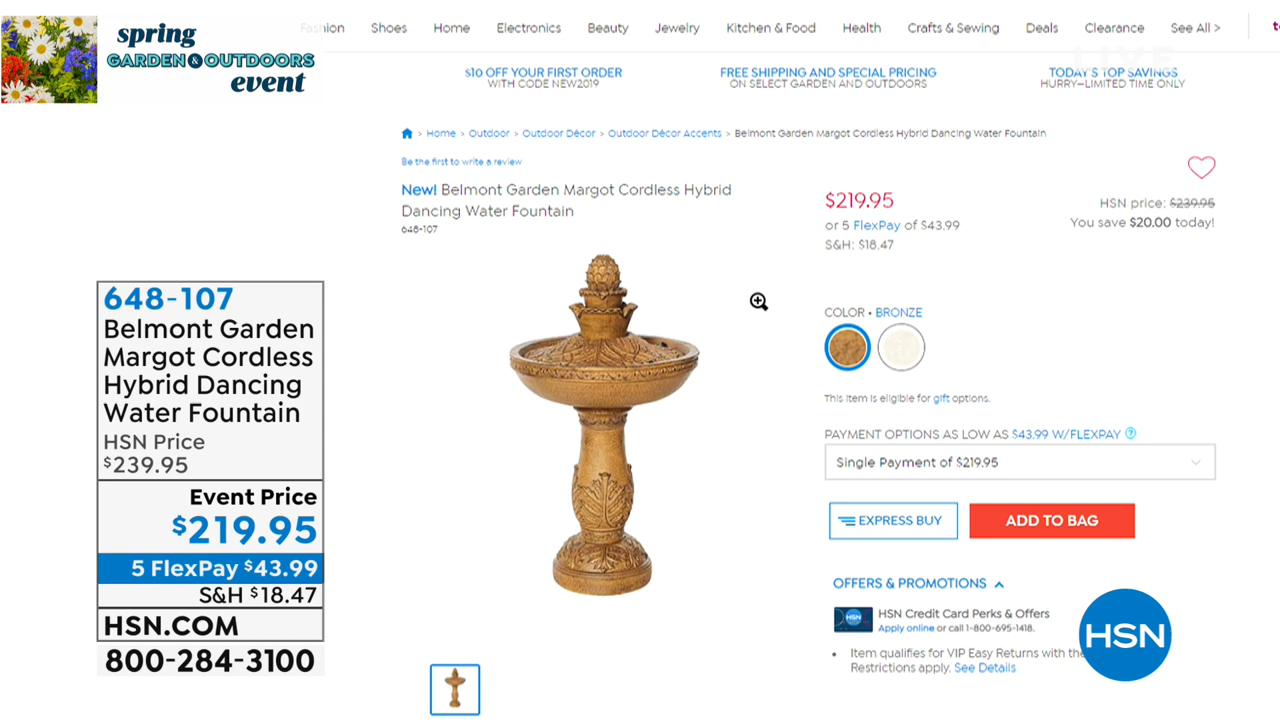 spring
GARDEN & OUTDOORS
event
Fashion Shoes Home Electronics Beauty Jewelry Kitchen & Food Health Crafts & Sewing Deals Clearance See All >
LIVE
$10 OFF YOUR FIRST ORDER
WITH CODE NEW2019
FREE SHIPPING AND SPECIAL PRICING
ON SELECT GARDEN AND OUTDOORS
TODAY'S TOP SAVINGS
HURRY—LIMITED TIME ONLY
> Home > Outdoor > Outdoor Décor > Outdoor Décor Accents > Belmont Garden Margot Cordless Hybrid Dancing Water Fountain
Be the first to write a review
New! Belmont Garden Margot Cordless Hybrid
Dancing Water Fountain
648-107
$219.95
or 5 FlexPay of $43.99
S&H: $18.47
HSN price: $239.95
You save $20.00 today!
COLOR • BRONZE
This item is eligible for gift options.
PAYMENT OPTIONS AS LOW AS $43.99 W/FLEXPAY ?
Single Payment of $219.95
EXPRESS BUY
ADD TO BAG
OFFERS & PROMOTIONS
HSN
HSN Credit Card Perks & Offers
Apply online or call 1-800-695-1418.
• Item qualifies for VIP Easy Returns with the
Restrictions apply. See Details
HSN
648-107
Belmont Garden
Margot Cordless
Hybrid Dancing
Water Fountain
HSN Price
$239.95
Event Price
$219.95
5 FlexPay $43.99
S&H $18.47
HSN.COM
800-284-3100